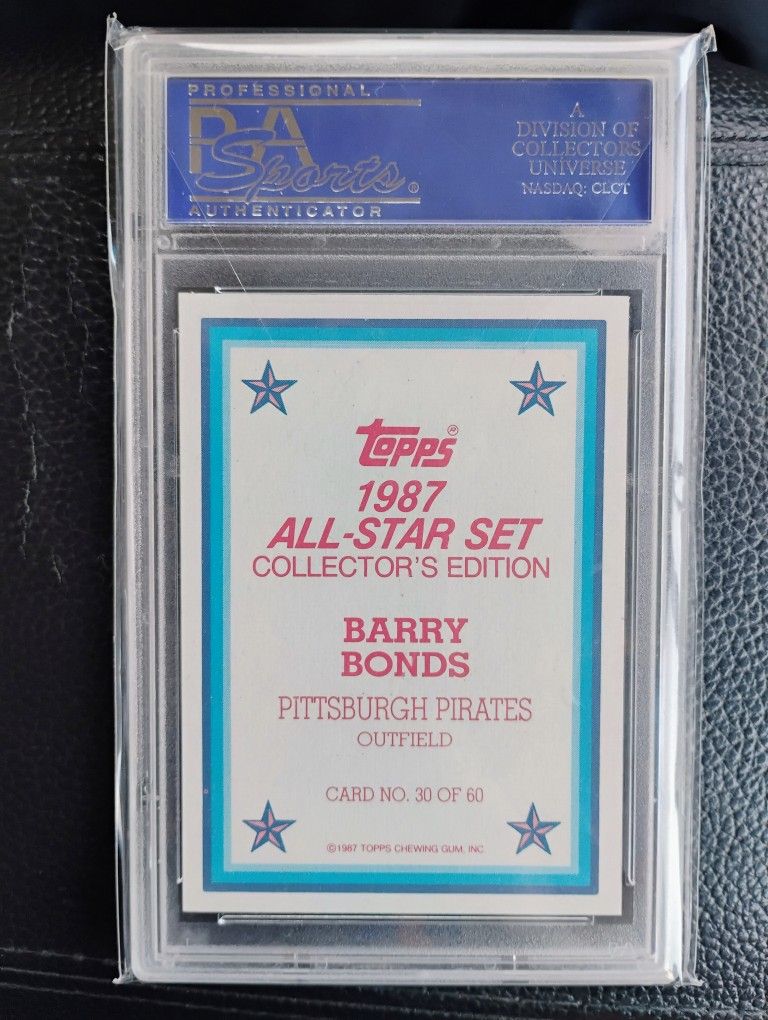 PROFESSIONAL
PSA
Sports®
AUTHENTICATOR
A
DIVISION OF
COLLECTORS
UNIVERSE
NASDAQ: CLCT
Topps®
1987
ALL-STAR SET
COLLECTOR'S EDITION
BARRY
BONDS
PITTSBURGH PIRATES
OUTFIELD
CARD NO. 30 OF 60
©1987 TOPPS CHEWING GUM, INC.